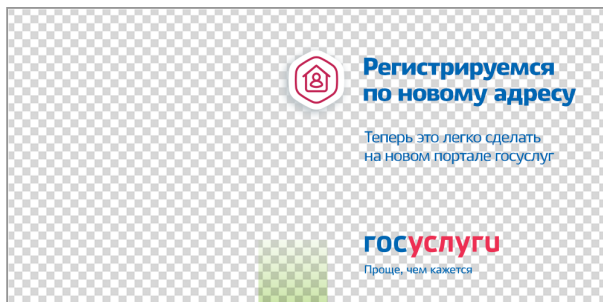 Регистрируемся
по новому адресу
Теперь это легко сделать
на новом портале госуслуг
госуслуги
Проще, чем кажется